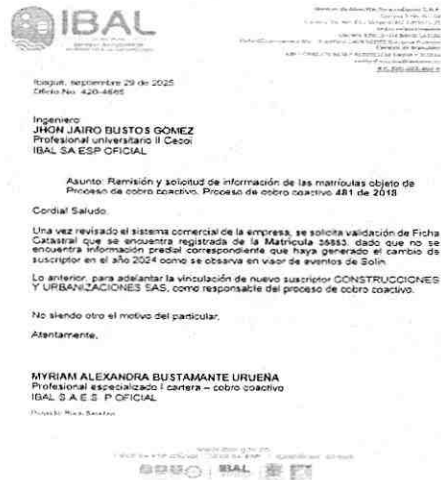 IBAL
Ibagué, septiembre 29 de 2025
Oficio No. 420-4665
Ingeniero
JHON JAIRO BUSTOS GOMEZ
Profesional universitario II Cecoi
IBAL SA ESP OFICIAL
Asunto: Remisión y solicitud de información de las matrículas objeto de
Proceso de cobro coactivo. Proceso de cobro coactivo 481 de 2018
Cordial Saludo,
Una vez revisado el sistema comercial de la empresa, se solicita validación de Ficha
Catastral que se encuentra registrada de la Matricula 35853, dado que no se
encuentra información predial correspondiente que haya generado el cambio de
suscriptor en el año 2024 como se observa en visor de eventos de Solin.
Lo anterior, para adelantar la vinculación de nuevo suscriptor CONSTRUCCIONES
Y URBANIZACIONES SAS, como responsable del proceso de cobro coactivo.
No siendo otro el motivo del particular,
Atentamente,
MYRIAM ALEXANDRA BUSTAMANTE URUEÑA
Profesional especializado I cartera – cobro coactivo
IBAL S.A E.S. P OFICIAL
IBAL